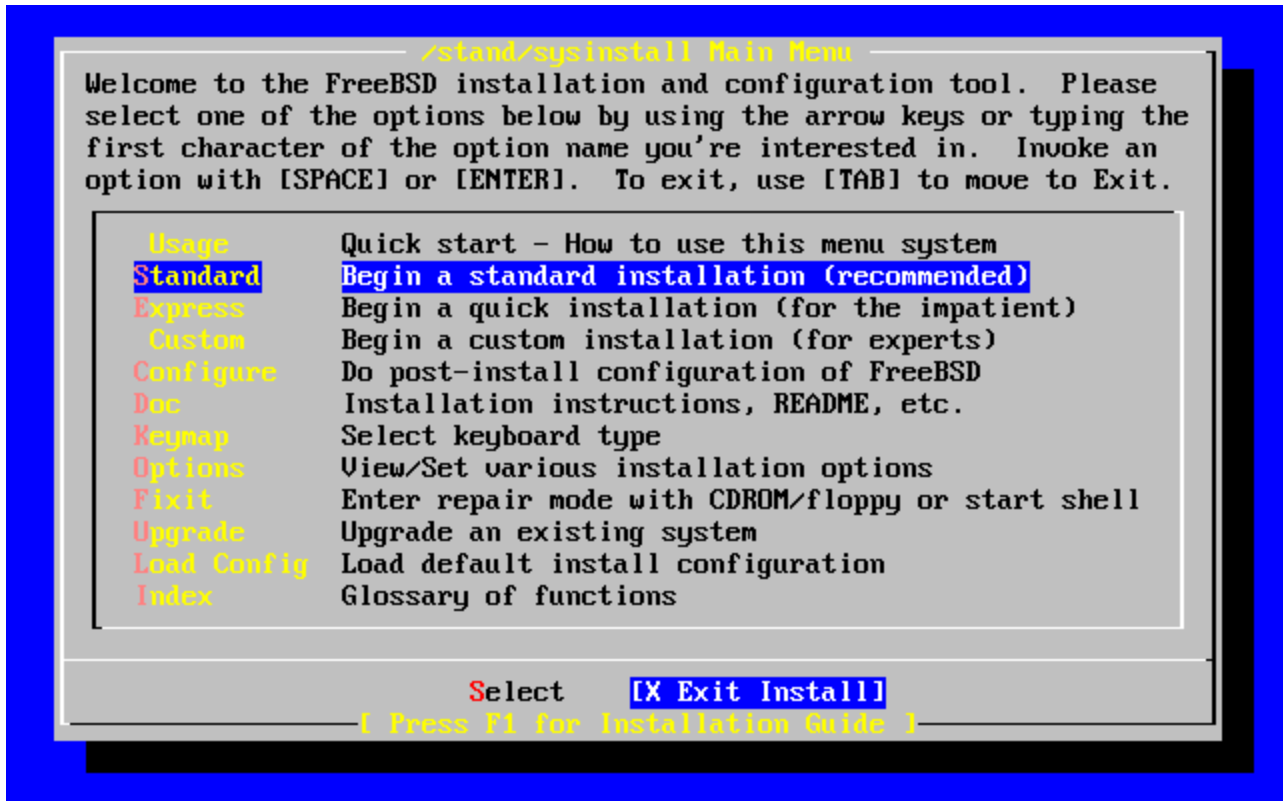 /stand/sysinstall Main Menu
Welcome to the FreeBSD installation and configuration tool.  Please
select one of the options below by using the arrow keys or typing the
first character of the option name you're interested in.  Invoke an
option with [SPACE] or [ENTER].  To exit, use [TAB] to move to Exit.
Usage Quick start - How to use this menu system
Standard Begin a standard installation (recommended)
Express Begin a quick installation (for the impatient)
Custom Begin a custom installation (for experts)
Configure Do post-install configuration of FreeBSD
Doc Installation instructions, README, etc.
Keymap Select keyboard type
Options View/Set various installation options
Fixit Enter repair mode with CDROM/floppy or start shell
Upgrade Upgrade an existing system
Load Config Load default install configuration
Index Glossary of functions
Select [X Exit Install]
[ Press F1 for Installation Guide ]